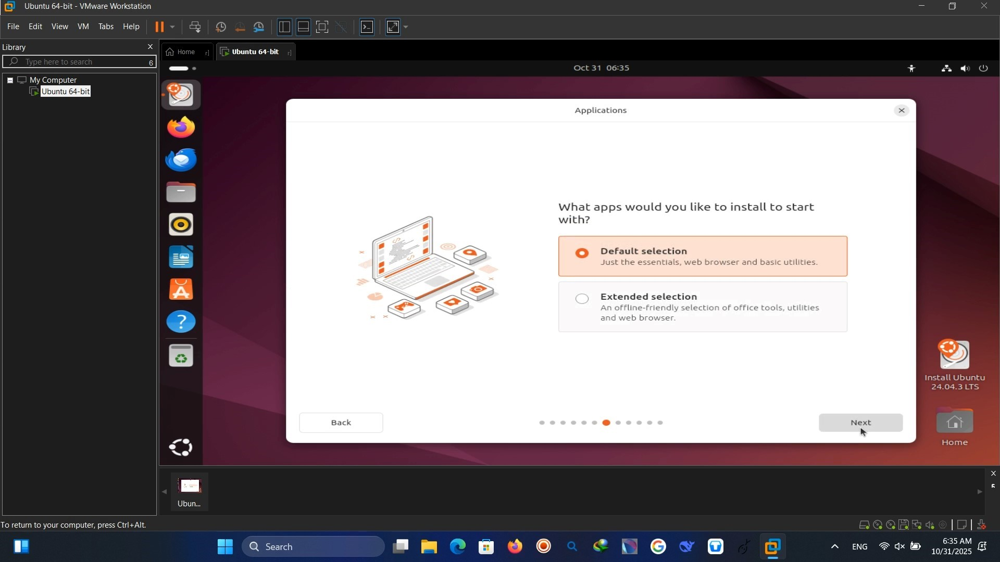 Ubuntu 64-bit - VMware Workstation
File Edit View VM Tabs Help
Library
Type here to search
My Computer
Ubuntu 64-bit
Home
Ubuntu 64-bit
Oct 31 06:35
Applications
What apps would you like to install to start
with?
Default selection
Just the essentials, web browser and basic utilities.
Extended selection
An offline-friendly selection of office tools, utilities
and web browser.
Back
Next
Install Ubuntu
24.04.3 LTS
Home
Ubun...
To return to your computer, press Ctrl+Alt.
Search
ENG
6:35 AM
10/31/2025